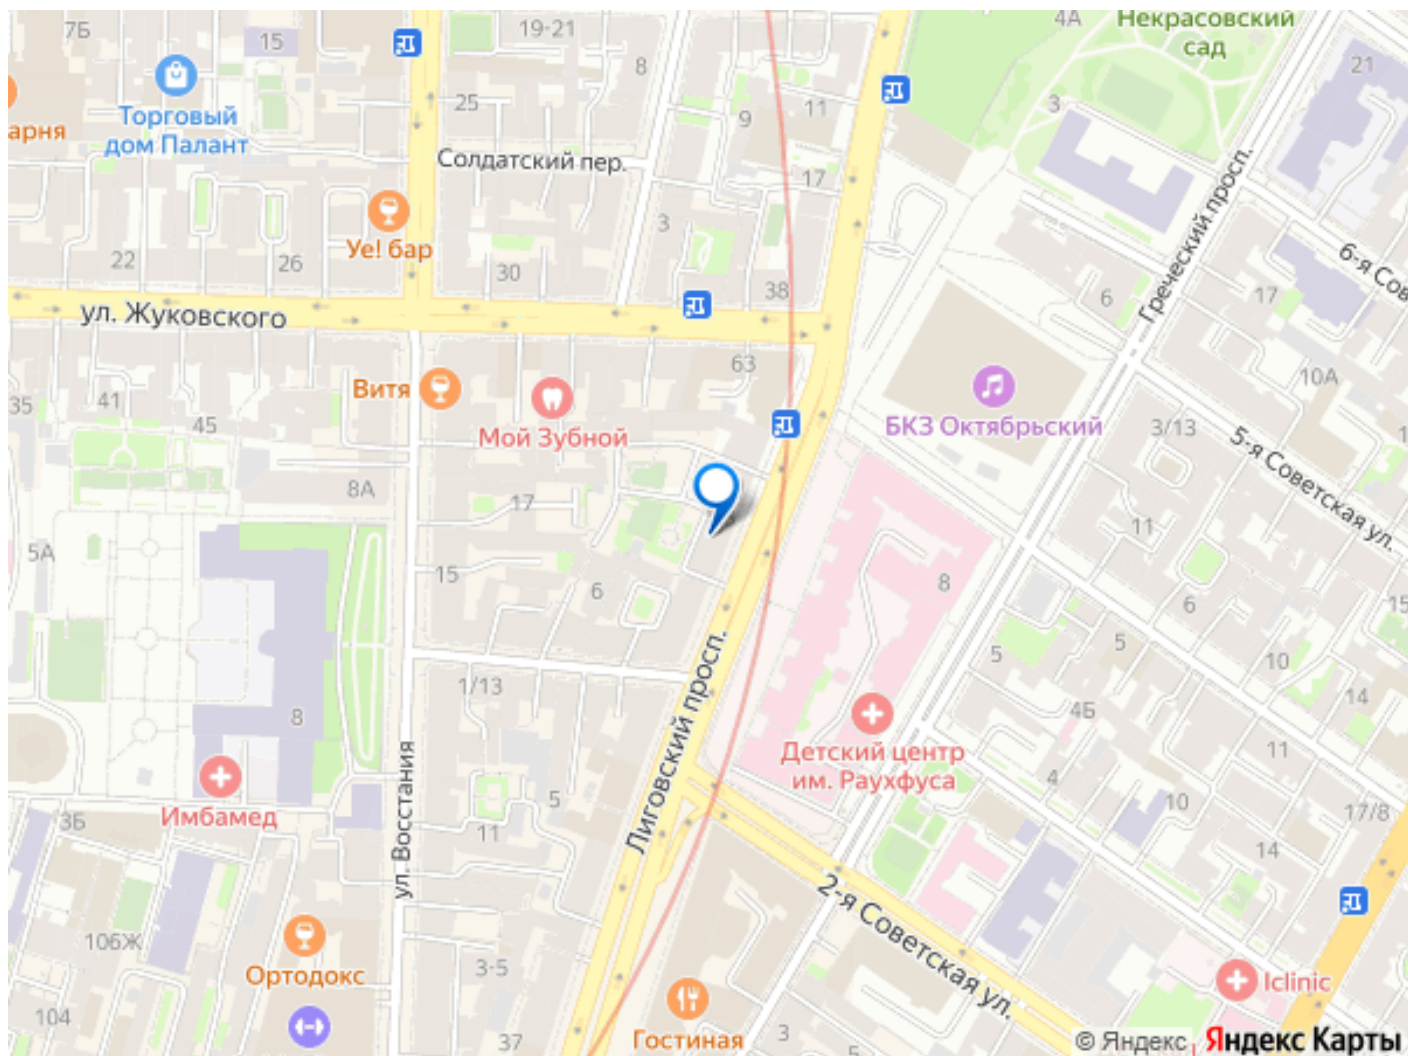 7Б
19-21
4А
Некрасовский
сад
15
8
21
Торговый
дом Палант
арня
25
9
11
3
Солдатский пер.
17
Уе! бар
3
22
26
30
38
6
17
6-я Сов
Греческий просп.
ул. Жуковского
63
Витя
35
41
45
Мой Зубной
БКЗ Октябрьский
10А
3/13
1
5-я Советская ул.
8А
17
11
5А
15
6
8
6
15
5
5
10
1/13
14
8
4Б
Лиговский просп.
Детский центр
им. Раухфуса
11
4
10
17/8
Имбамед
3Б
ул. Восстания
11
5
14
2-я Советская ул.
106Ж
Ортодокс
3-5
Iclinic
104
37
Гостиная
3
© Яндекс
Яндекс Карты